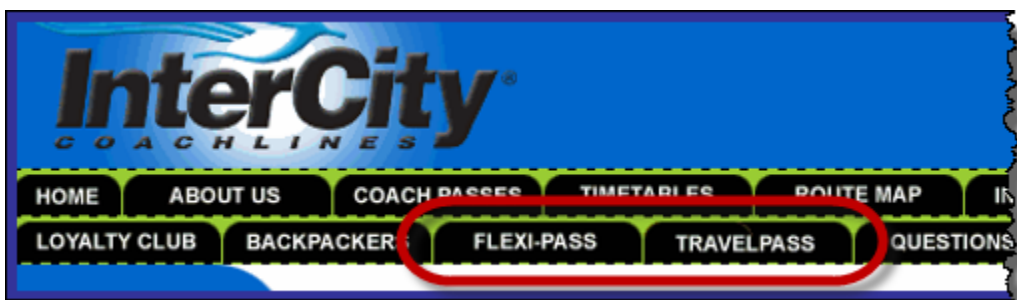 InterCity®
COACHLINES
HOME ABOUT US COACH PASSES TIMETABLES ROUTE MAP
LOYALTY CLUB BACKPACKERS FLEXI-PASS TRAVELPASS QUESTIONS